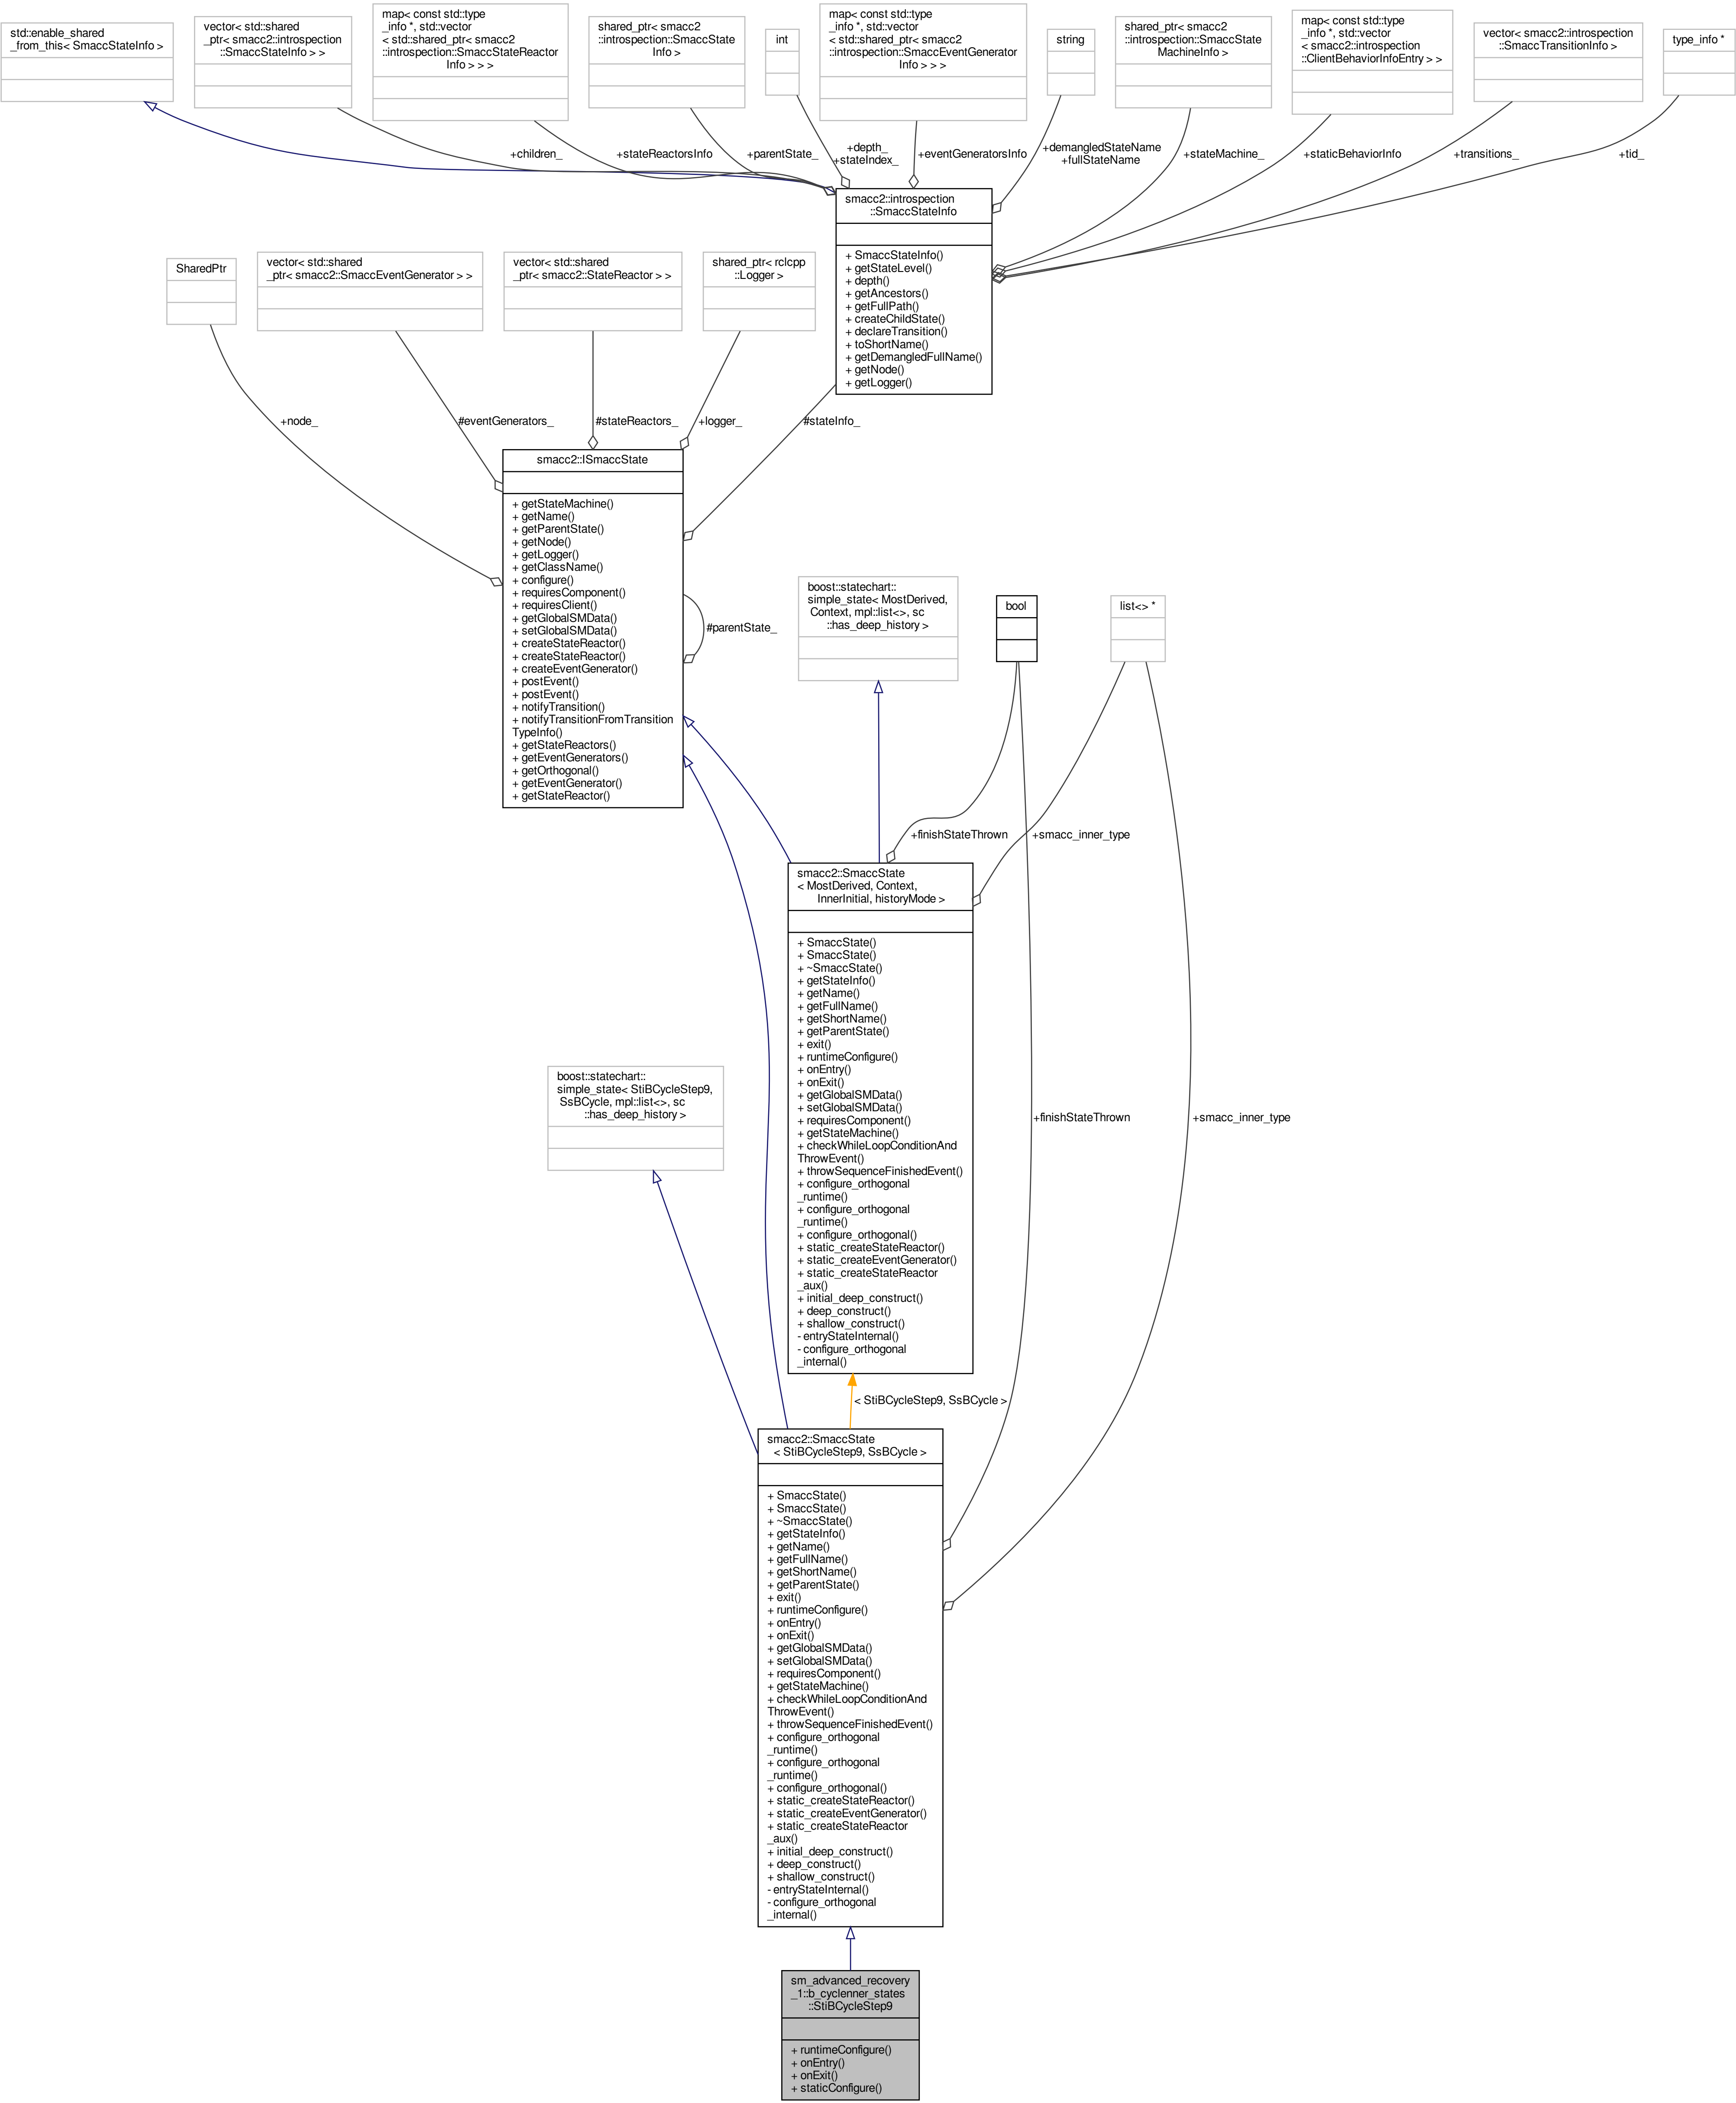 std::enable_shared
_from_this< SmaccStateInfo >
vector< std::shared
_ptr< smacc2::introspection
::SmaccStateInfo > >
map< const std::type
_info *, std::vector
< std::shared_ptr< smacc2
::introspection::SmaccStateReactor
Info > > >
shared_ptr< smacc2
::introspection::SmaccState
Info >
int
map< const std::type
_info *, std::vector
< std::shared_ptr< smacc2
::introspection::SmaccEventGenerator
Info > > >
string
shared_ptr< smacc2
::introspection::SmaccState
MachineInfo >
map< const std::type
_info *, std::vector
< smacc2::introspection
::ClientBehaviorInfoEntry > >
vector< smacc2::introspection
::SmaccTransitionInfo >
type_info *
+children_
+stateReactorsInfo
+parentState_
+depth_
+stateIndex_
+eventGeneratorsInfo
+demangledStateName
+fullStateName
+stateMachine_
+staticBehaviorInfo
+transitions_
+tid_
smacc2::introspection
::SmaccStateInfo
+ SmaccStateInfo()
+ getStateLevel()
+ depth()
+ getAncestors()
+ getFullPath()
+ createChildState()
+ declareTransition()
+ toShortName()
+ getDemangledFullName()
+ getNode()
+ getLogger()
SharedPtr
vector< std::shared
_ptr< smacc2::SmaccEventGenerator > >
vector< std::shared
_ptr< smacc2::StateReactor > >
shared_ptr< rclcpp
::Logger >
+node_
#eventGenerators_
#stateReactors_
+logger_
#stateInfo_
smacc2::ISmaccState
+ getStateMachine()
+ getName()
+ getParentState()
+ getNode()
+ getLogger()
+ getClassName()
+ configure()
+ requiresComponent()
+ requiresClient()
+ getGlobalSMData()
+ setGlobalSMData()
+ createStateReactor()
+ createStateReactor()
+ createEventGenerator()
+ postEvent()
+ postEvent()
+ notifyTransition()
+ notifyTransitionFromTransition
TypeInfo()
+ getStateReactors()
+ getEventGenerators()
+ getOrthogonal()
+ getEventGenerator()
+ getStateReactor()
#parentState_
boost::statechart::
simple_state< MostDerived,
Context, mpl::list<>, sc
::has_deep_history >
bool
list<> *
+finishStateThrown
+smacc_inner_type
smacc2::SmaccState
< MostDerived, Context,
InnerInitial, historyMode >
+ SmaccState()
+ SmaccState()
+ ~SmaccState()
+ getStateInfo()
+ getName()
+ getFullName()
+ getShortName()
+ getParentState()
+ exit()
+ runtimeConfigure()
+ onEntry()
+ onExit()
+ getGlobalSMData()
+ setGlobalSMData()
+ requiresComponent()
+ getStateMachine()
+ checkWhileLoopConditionAnd
ThrowEvent()
+ throwSequenceFinishedEvent()
+ configure_orthogonal
_runtime()
+ configure_orthogonal
_runtime()
+ configure_orthogonal()
+ static_createStateReactor()
+ static_createEventGenerator()
+ static_createStateReactor
_aux()
+ initial_deep_construct()
+ deep_construct()
+ shallow_construct()
- entryStateInternal()
- configure_orthogonal
_internal()
boost::statechart::
simple_state< StiBCycleStep9,
SsBCycle, mpl::list<>, sc
::has_deep_history >
+finishStateThrown
+smacc_inner_type
< StiBCycleStep9, SsBCycle >
smacc2::SmaccState
< StiBCycleStep9, SsBCycle >
+ SmaccState()
+ SmaccState()
+ ~SmaccState()
+ getStateInfo()
+ getName()
+ getFullName()
+ getShortName()
+ getParentState()
+ exit()
+ runtimeConfigure()
+ onEntry()
+ onExit()
+ getGlobalSMData()
+ setGlobalSMData()
+ requiresComponent()
+ getStateMachine()
+ checkWhileLoopConditionAnd
ThrowEvent()
+ throwSequenceFinishedEvent()
+ configure_orthogonal
_runtime()
+ configure_orthogonal
_runtime()
+ configure_orthogonal()
+ static_createStateReactor()
+ static_createEventGenerator()
+ static_createStateReactor
_aux()
+ initial_deep_construct()
+ deep_construct()
+ shallow_construct()
- entryStateInternal()
- configure_orthogonal
_internal()
sm_advanced_recovery
_1::b_cyclenner_states
::StiBCycleStep9
+ runtimeConfigure()
+ onEntry()
+ onExit()
+ staticConfigure()